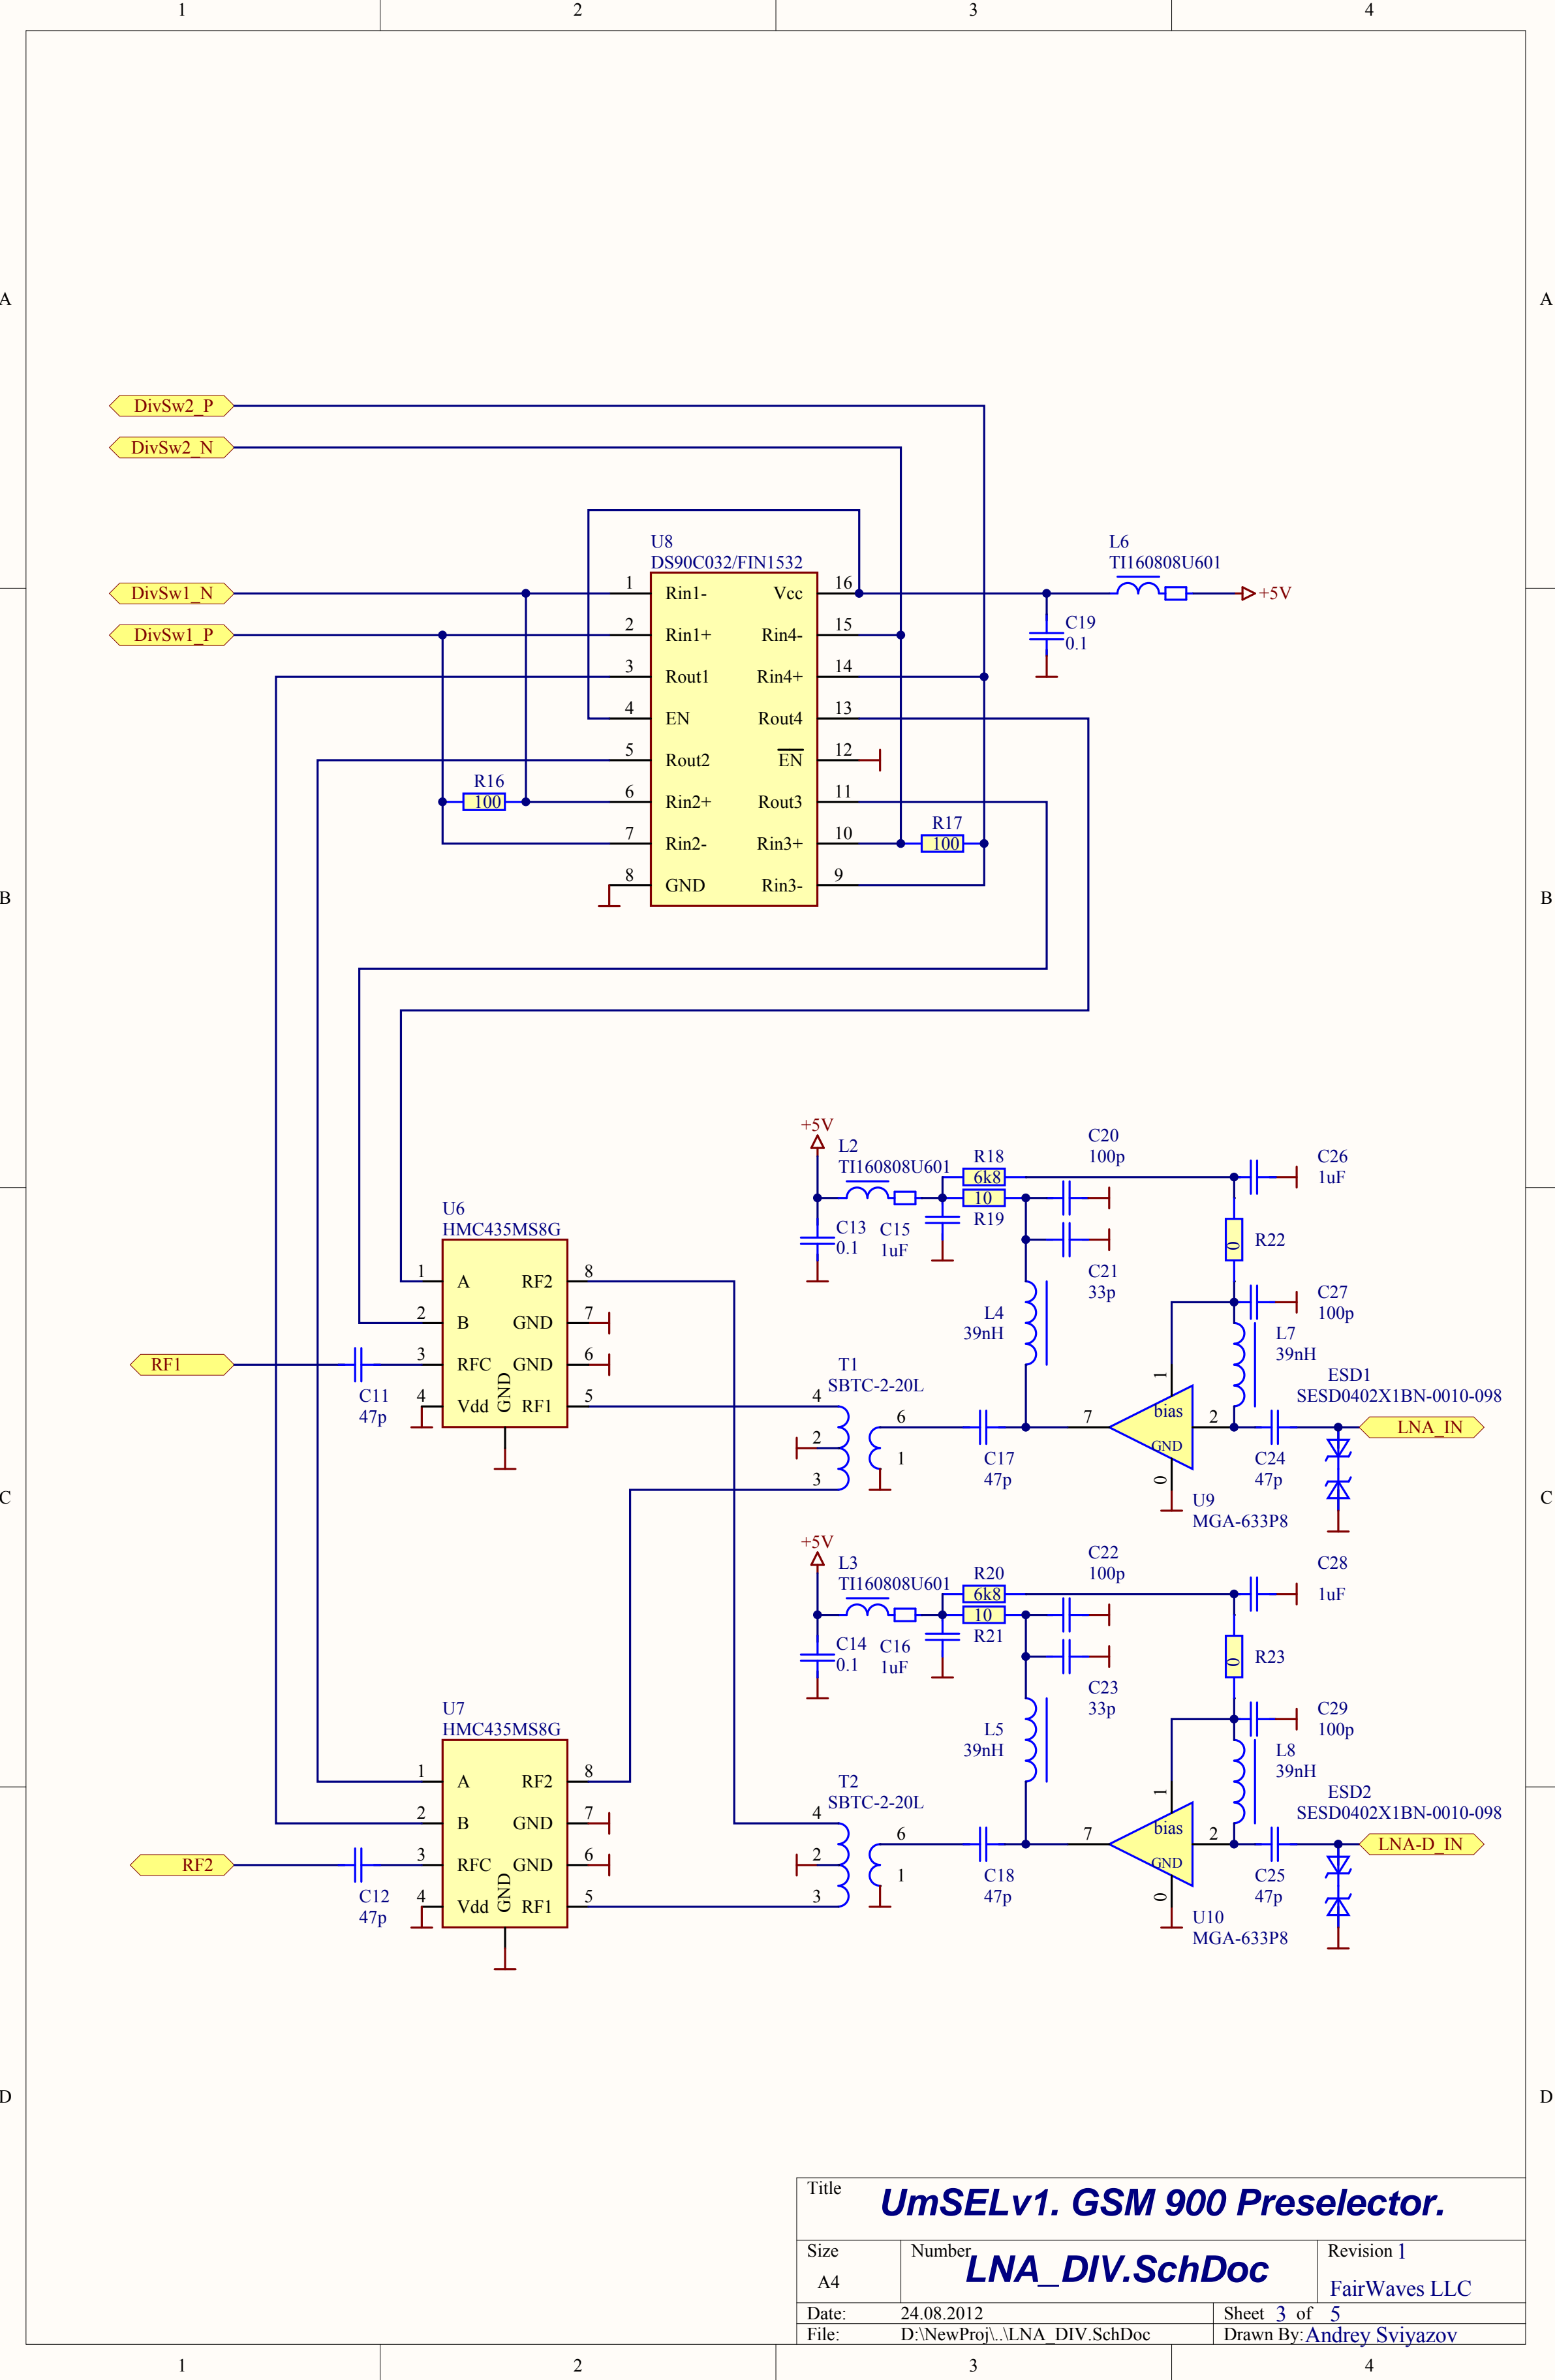 1 2 3 4
A A
DivSw2_P
DivSw2_N
U8
DS90C032/FIN1532
L6
TI160808U601
DivSw1_N
1 Rin1- Vcc 16
+5V
DivSw1_P
2 Rin1+ Rin4- 15
C19
0.1
3 Rout1 Rin4+ 14
4 EN Rout4 13
5 Rout2 EN 12
R16
100
6 Rin2+ Rout3 11
R17
100
7 Rin2- Rin3+ 10
8 GND Rin3- 9
B B
+5V
L2
TI160808U601
R18
6k8
10
R19
C20
100p
C26
1uF
C13
0.1
C15
1uF
R22
0
C21
33p
U6
HMC435MS8G
1 A RF2 8
2 B GND 7
3 RFC GND 6
4 Vdd GND RF1 5
RF1
C11
47p
L4
39nH
C27
100p
L7
39nH
T1
SBTC-2-20L
4
2
3
6
1
C17
47p
7
1
bias
GND
0
2
U9
MGA-633P8
C24
47p
ESD1
SESD0402X1BN-0010-098
LNA_IN
C C
+5V
L3
TI160808U601
R20
6k8
10
R21
C22
100p
C28
1uF
C14
0.1
C16
1uF
R23
0
C23
33p
U7
HMC435MS8G
1 A RF2 8
2 B GND 7
3 RFC GND 6
4 Vdd GND RF1 5
RF2
C12
47p
L5
39nH
C29
100p
L8
39nH
T2
SBTC-2-20L
4
2
3
6
1
C18
47p
7
1
bias
GND
0
2
U10
MGA-633P8
C25
47p
ESD2
SESD0402X1BN-0010-098
LNA-D_IN
D D
Title
UmSELv1. GSM 900 Preselector.
Size
A4
Number
LNA_DIV.SchDoc
Revision 1
FairWaves LLC
Date: 24.08.2012
Sheet 3 of 5
File: D:\NewProj\..\LNA_DIV.SchDoc
Drawn By: Andrey Sviyazov
1 2 3 4